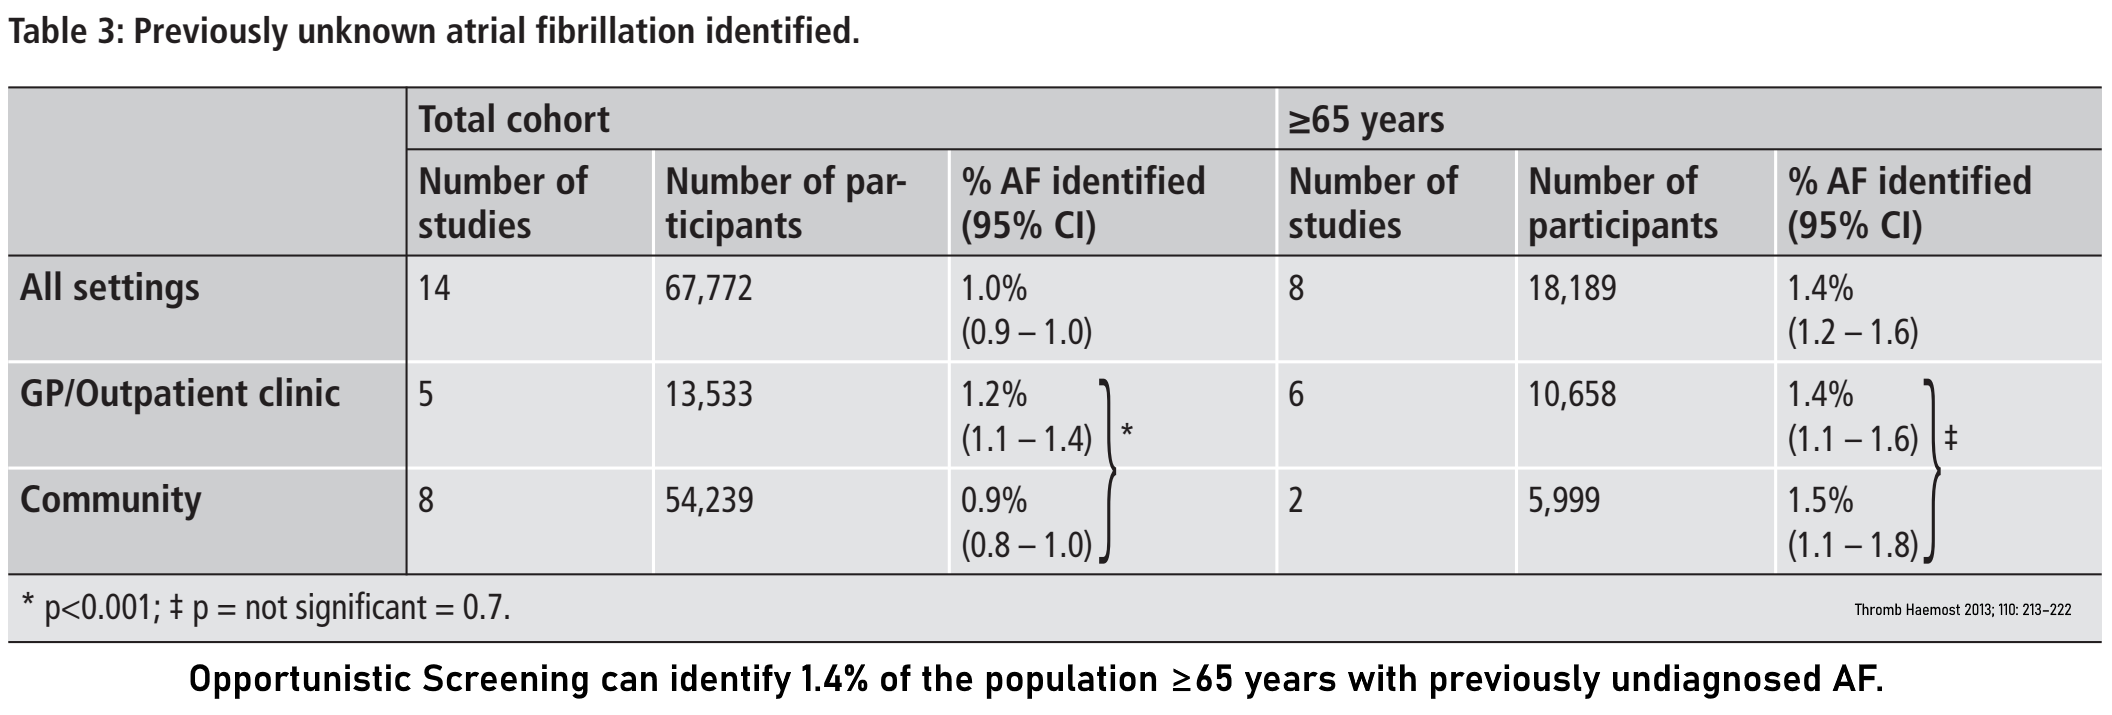 Table 3: Previously unknown atrial fibrillation identified.
Total cohort ≥65 years
Number of studies Number of par-ticipants % AF identified (95% CI) Number of studies Number of participants % AF identified (95% CI)
All settings 14 67,772 1.0% (0.9 – 1.0) 8 18,189 1.4% (1.2 – 1.6)
GP/Outpatient clinic 5 13,533 1.2% (1.1 – 1.4) * 6 10,658 1.4% (1.1 – 1.6) ‡
Community 8 54,239 0.9% (0.8 – 1.0) 2 5,999 1.5% (1.1 – 1.8)
* p<0.001; ‡ p = not significant = 0.7.
Thromb Haemost 2013; 110: 213–222
Opportunistic Screening can identify 1.4% of the population ≥65 years with previously undiagnosed AF.